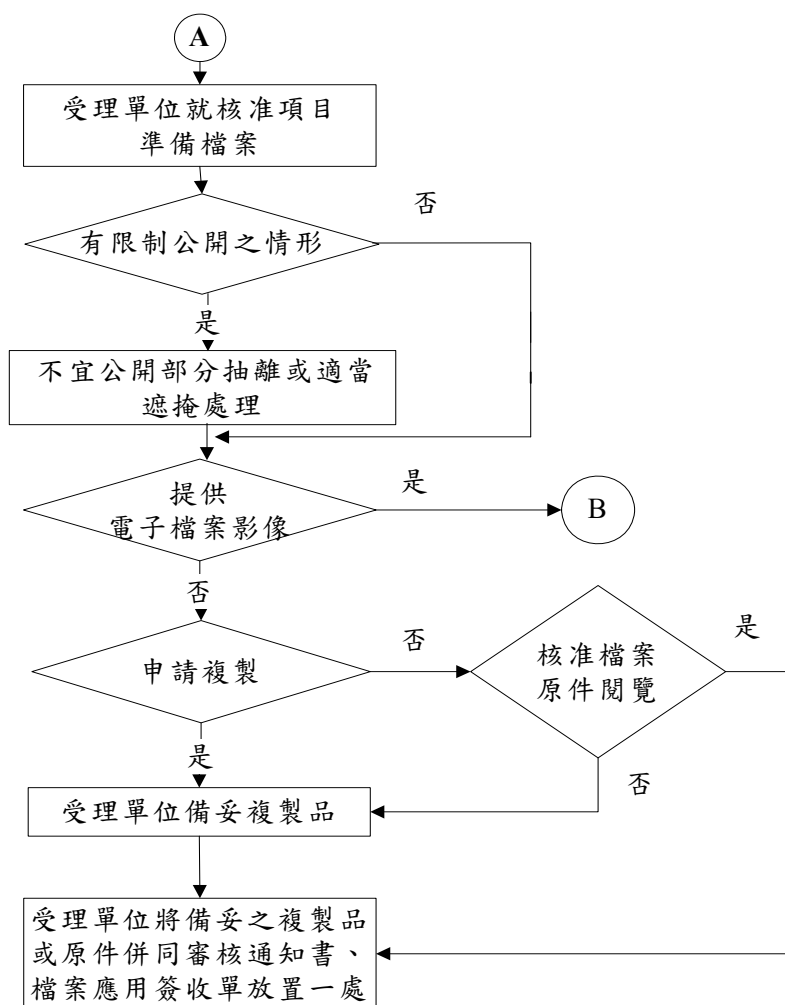 A
受理單位就核准項目
準備檔案
否
有限制公開之情形
是
不宜公開部分抽離或適當
遮掩處理
提供
電子檔案影像
是
B
否
申請複製
否
核准檔案
原件閱覽
是
是
否
受理單位備妥複製品
受理單位將備妥之複製品
或原件併同審核通知書、
檔案應用簽收單放置一處